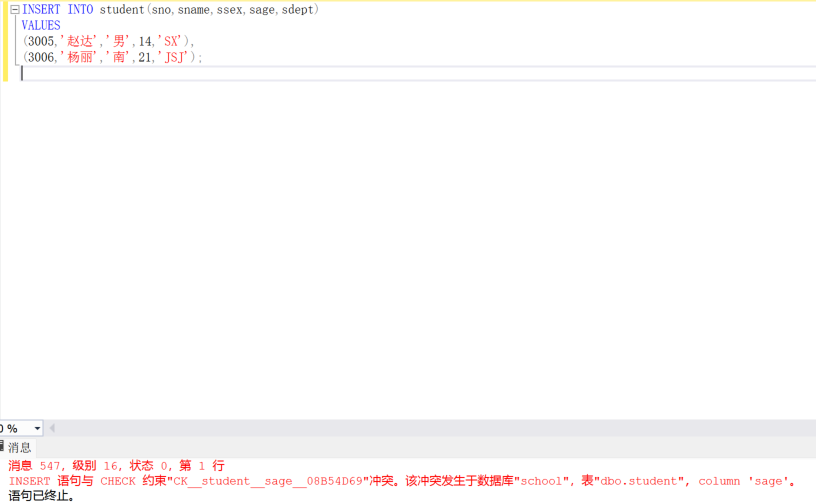 INSERT INTO student(sno,sname,ssex,sage,sdept)
VALUES
(3005,'赵达','男',14,'SX'),
(3006,'杨丽','南',21,'JSJ');
0 %
消息
消息 547, 级别 16, 状态 0, 第 1 行
INSERT 语句与 CHECK 约束"CK__student__sage__08B54D69"冲突。该冲突发生于数据库"school", 表"dbo.student", column 'sage'。
语句已终止。